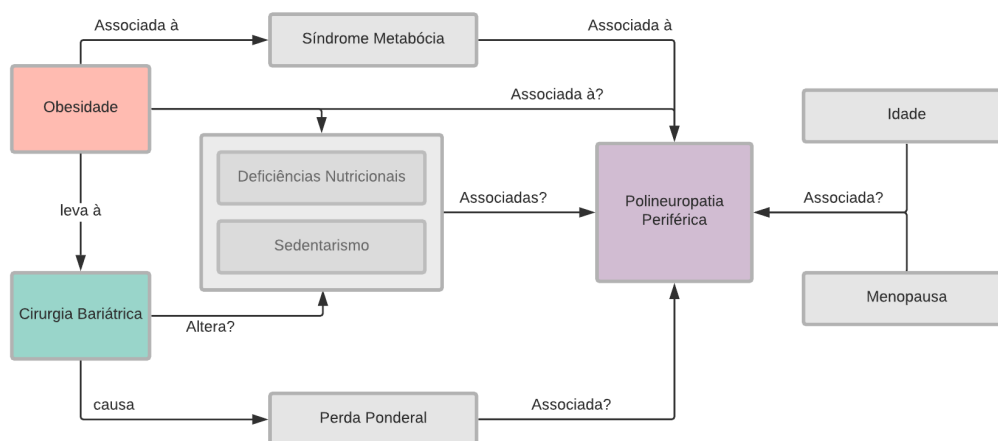 Associada à
Síndrome Metabócia
Associada à
Obesidade
Associada à?
Idade
Deficiências Nutricionais
leva à
Associadas?
Polineuropatia
Periférica
Associada?
Sedentarismo
Cirurgia Bariátrica
Altera?
Menopausa
causa
Perda Ponderal
Associada?